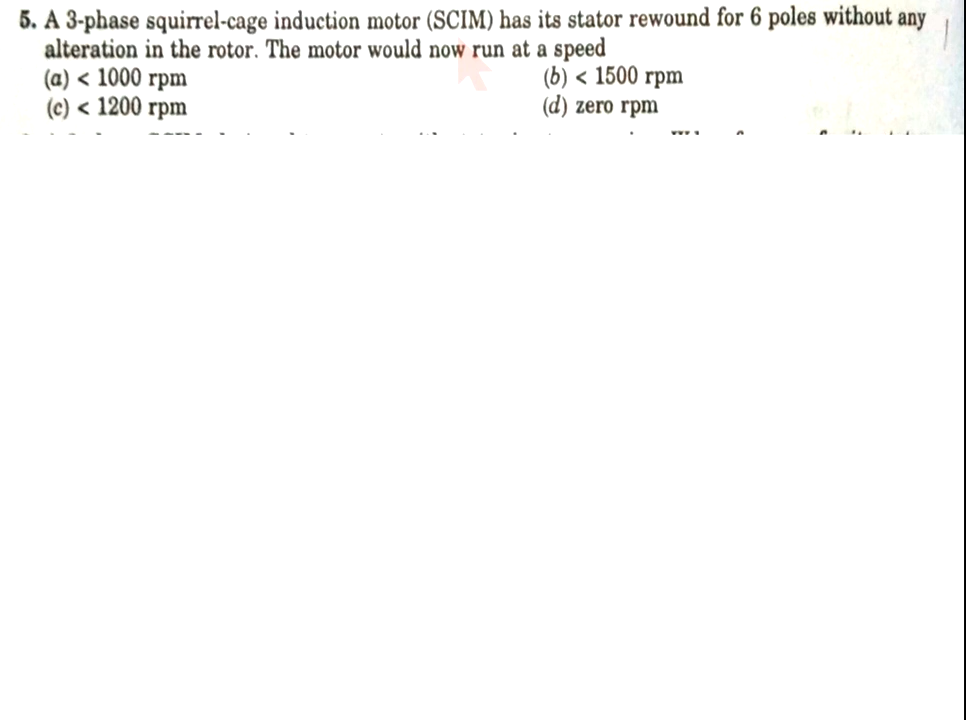 5. A 3-phase squirrel-cage induction motor (SCIM) has its stator rewound for 6 poles without any
alteration in the rotor. The motor would now run at a speed
(a) < 1000 rpm (b) < 1500 rpm
(c) < 1200 rpm (d) zero rpm